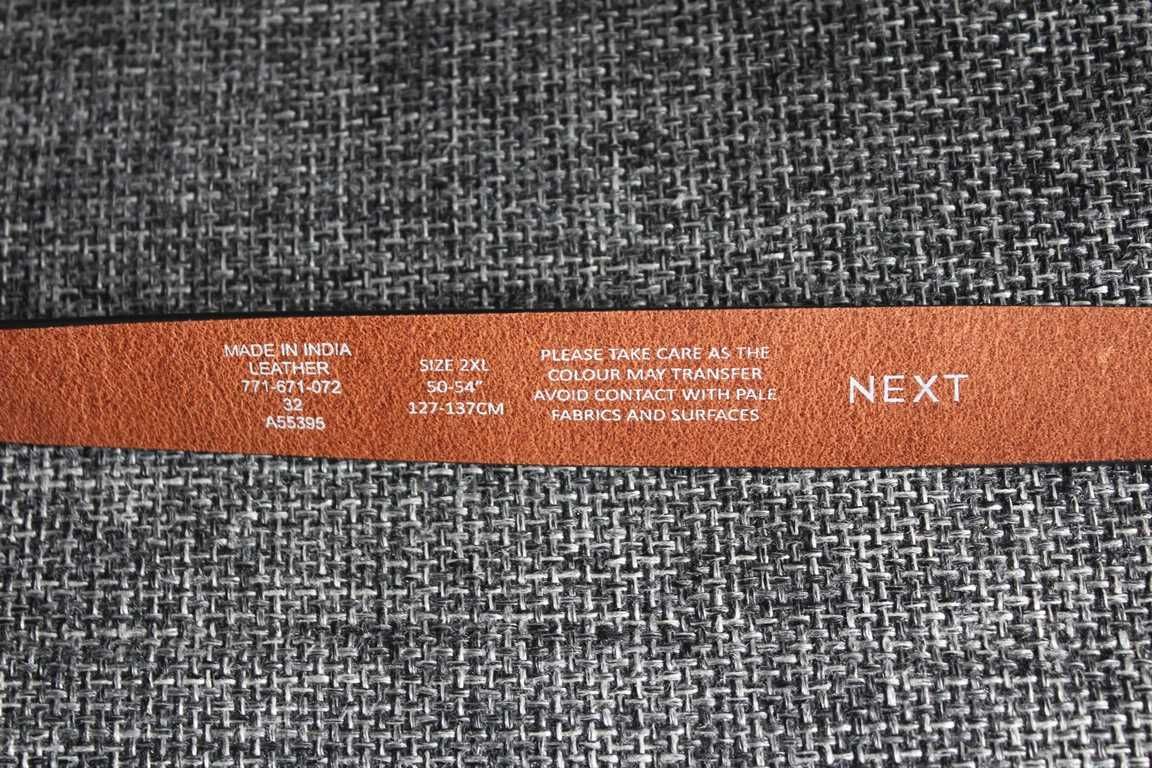 MADE IN INDIA
LEATHER
771-671-072
32
A55395
SIZE 2XL
50-54"
127-137CM
PLEASE TAKE CARE AS THE
COLOUR MAY TRANSFER
AVOID CONTACT WITH PALE
FABRICS AND SURFACES
NEXT